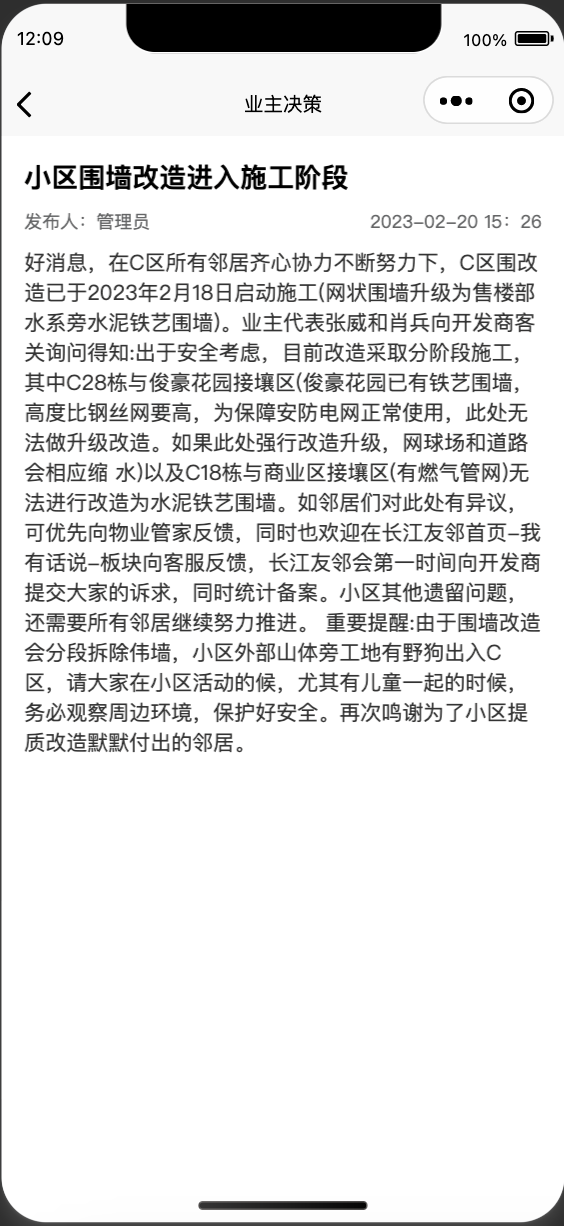 12:09
100%
业主决策
小区围墙改造进入施工阶段
发布人：管理员
2023-02-20 15：26
好消息，在C区所有邻居齐心协力不断努力下，C区围改
造已于2023年2月18日启动施工(网状围墙升级为售楼部
水系旁水泥铁艺围墙)。业主代表张威和肖兵向开发商客
关询问得知:出于安全考虑，目前改造采取分阶段施工，
其中C28栋与俊豪花园接壤区(俊豪花园已有铁艺围墙，
高度比钢丝网要高，为保障安防电网正常使用，此处无
法做升级改造。如果此处强行改造升级，网球场和道路
会相应缩 水)以及C18栋与商业区接壤区(有燃气管网)无
法进行改造为水泥铁艺围墙。如邻居们对此处有异议，
可优先向物业管家反馈，同时也欢迎在长江友邻首页–我
有话说–板块向客服反馈，长江友邻会第一时间向开发商
提交大家的诉求，同时统计备案。小区其他遗留问题，
还需要所有邻居继续努力推进。 重要提醒:由于围墙改造
会分段拆除伟墙，小区外部山体旁工地有野狗出入C
区，请大家在小区活动的候，尤其有儿童一起的时候，
务必观察周边环境，保护好安全。再次鸣谢为了小区提
质改造默默付出的邻居。